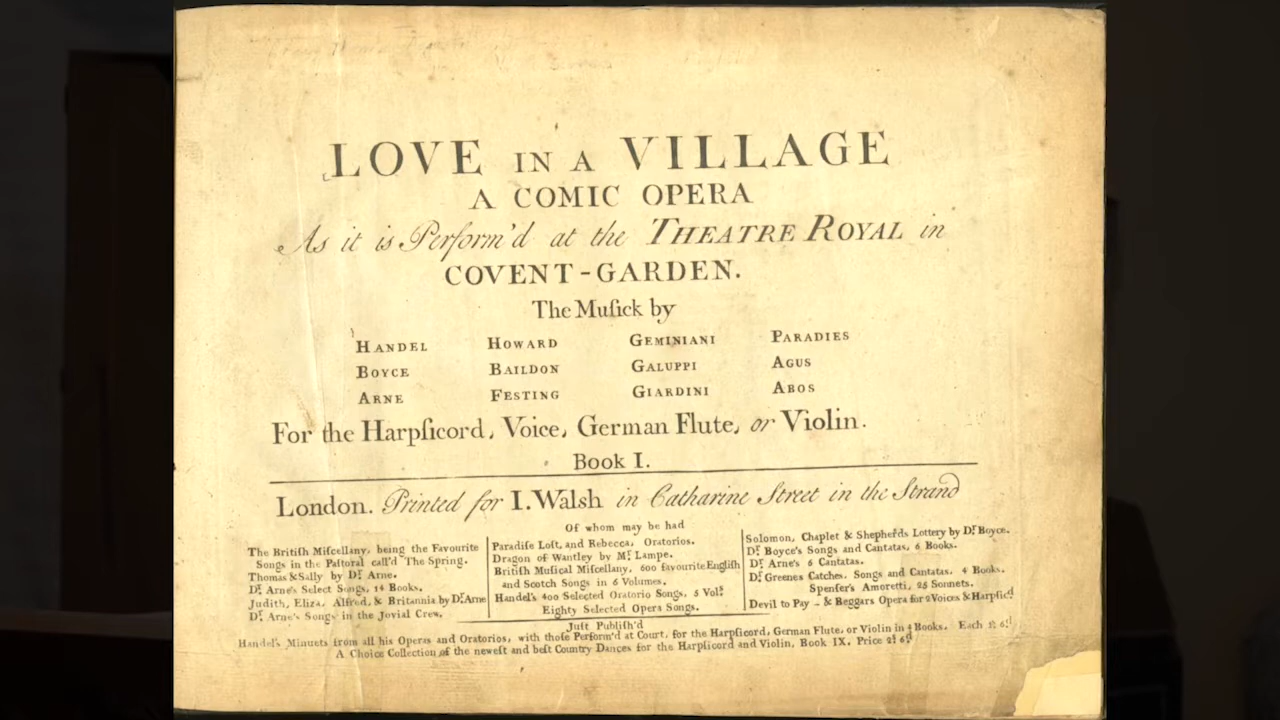 LOVE IN A VILLAGE
A COMIC OPERA
As it is Perform'd at the THEATRE ROYAL in
COVENT-GARDEN.
The Muſick by
HANDEL HOWARD GEMINIANI PARADIES
BOYCE BAILDON GALUPPI AGUS
ARNE FESTING GIARDINI ABOS
For the Harpſicord, Voice, German Flute, or Violin.
Book I.
London. Printed for I. Walsh in Catharine Street in the Strand
Of whom may be had
The Britiſh Miſcellany, being the Favourite
Songs in the Paſtoral call'd The Spring.
Thomas & Sally by Dr. Arne.
Dr. Arne's Select Songs, 14 Books.
Judith, Eliza, Alfred, & Britannia by Dr. Arne
Dr. Arne's Songs in the Jovial Crew.
Paradiſe Loſt, and Rebecca, Oratorios.
Dragon of Wantley by Mr. Lampe.
Britiſh Muſical Miſcellany, 600 favourite Engliſh
and Scotch Songs in 6 Volumes.
Handel's 400 Selected Oratorio Songs, 5 Vols.
Eighty Selected Opera Songs.
Solomon, Chaplet & Shepherds Lottery by Dr. Boyce.
Dr. Boyce's Songs and Cantatas, 6 Books.
Dr. Arne's 6 Cantatas.
Dr. Greenes Catches, Songs and Cantatas, 4 Books.
Spenſer's Amoretti, 25 Sonnets.
Devil to Pay - & Beggars Opera for 2 Voices & Harpſicd.
Juſt Publiſh'd
Handel's Minuets from all his Operas and Oratorios, with thoſe Perform'd at Court, for the Harpſicord, German Flute, or Violin in 4 Books. Each 1s. 6d.
A Choice Collection of the neweſt and beſt Country Dances for the Harpſicord and Violin, Book IX. Price 2s. 6d.